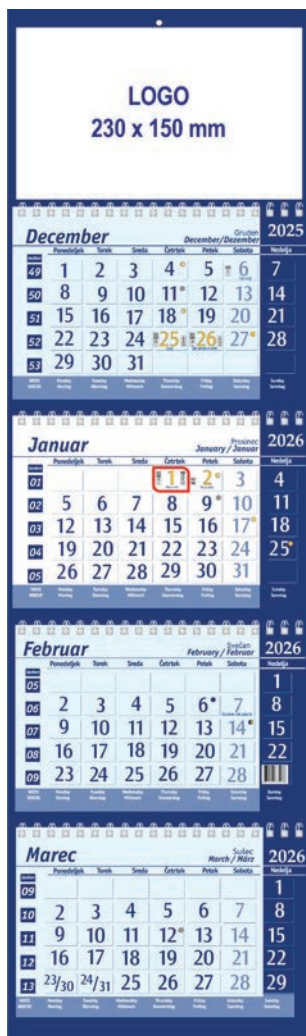 LOGO
230 x 150 mm
December
Gruden
December/Dezember
2025
Ponedeljek Torek Sreda Četrtek Petek Sobota Nedelja
49 1 2 3 4 5 6 7
50 8 9 10 11 12 13 14
51 15 16 17 18 19 20 21
52 22 23 24 25 26 27 28
53 29 30 31
Januar
Prosinec
January / Januar
2026
Ponedeljek Torek Sreda Četrtek Petek Sobota Nedelja
01 1 2 3 4
02 5 6 7 8 9 10 11
03 12 13 14 15 16 17 18
04 19 20 21 22 23 24 25
05 26 27 28 29 30 31
Februar
Svečan
February / Februar
2026
Ponedeljek Torek Sreda Četrtek Petek Sobota Nedelja
05 1
06 2 3 4 5 6 7 8
07 9 10 11 12 13 14 15
08 16 17 18 19 20 21 22
09 23 24 25 26 27 28
Marec
Sušec
March / März
2026
Ponedeljek Torek Sreda Četrtek Petek Sobota Nedelja
09 1
10 2 3 4 5 6 7 8
11 9 10 11 12 13 14 15
12 16 17 18 19 20 21 22
13 23/30 24/31 25 26 27 28 29